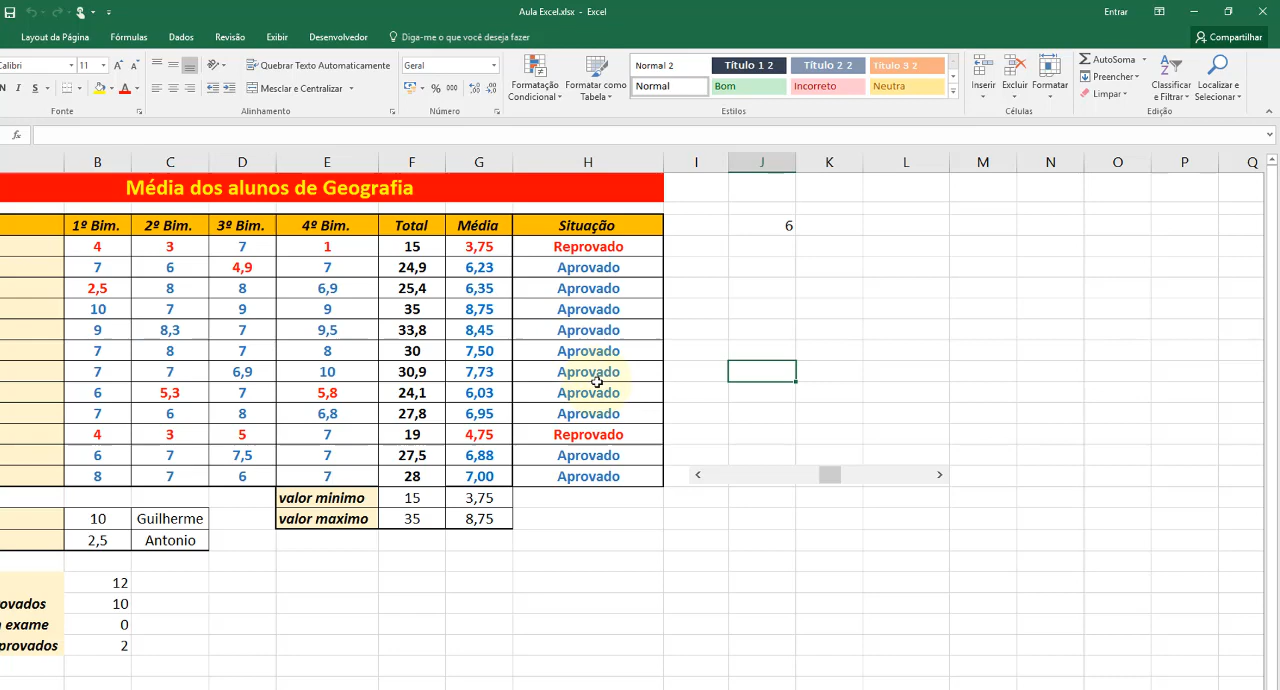 Aula Excel.xlsx - Excel
Entrar
Layout da Página Fórmulas Dados Revisão Exibir Desenvolvedor Diga-me o que você deseja fazer Compartilhar
Calibri 11 Quebrar Texto Automaticamente Geral Normal 2 Título 1 2 Título 2 2 Título 3 2 AutoSoma
N I S Mesclar e Centralizar % 000 Formatação Condicional Formatar como Tabela Normal Bom Incorreto Neutra Inserir Excluir Formatar Preencher Limpar Classificar e Filtrar Localizar e Selecionar
Fonte Alinhamento Número Estilos Células Edição
fx
B C D E F G H I J K L M N O P Q
Média dos alunos de Geografia
1º Bim. 2º Bim. 3º Bim. 4º Bim. Total Média Situação 6
4 3 7 1 15 3,75 Reprovado
7 6 4,9 7 24,9 6,23 Aprovado
2,5 8 8 6,9 25,4 6,35 Aprovado
10 7 9 9 35 8,75 Aprovado
9 8,3 7 9,5 33,8 8,45 Aprovado
7 8 7 8 30 7,50 Aprovado
7 7 6,9 10 30,9 7,73 Aprovado
6 5,3 7 5,8 24,1 6,03 Aprovado
7 6 8 6,8 27,8 6,95 Aprovado
4 3 5 7 19 4,75 Reprovado
6 7 7,5 7 27,5 6,88 Aprovado
8 7 6 7 28 7,00 Aprovado
valor minimo 15 3,75
10 Guilherme valor maximo 35 8,75
2,5 Antonio
12
ovados 10
exame 0
provados 2